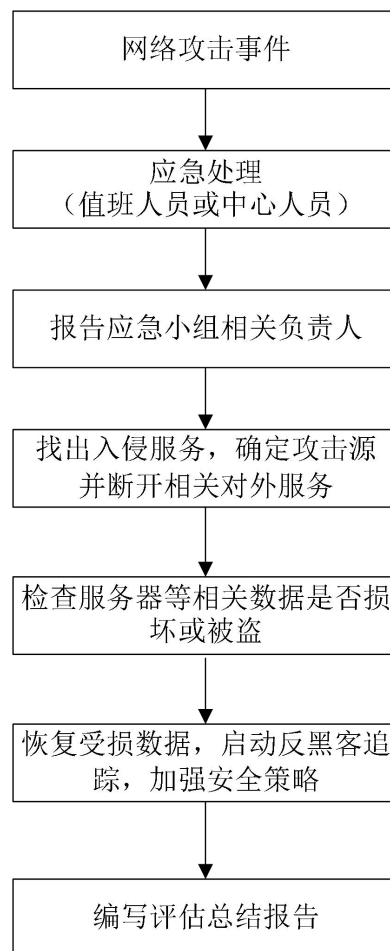 网络攻击事件
应急处理
（值班人员或中心人员）
报告应急小组相关负责人
找出入侵服务，确定攻击源
并断开相关对外服务
检查服务器等相关数据是否损
坏或被盗
恢复受损数据，启动反黑客追
踪，加强安全策略
编写评估总结报告